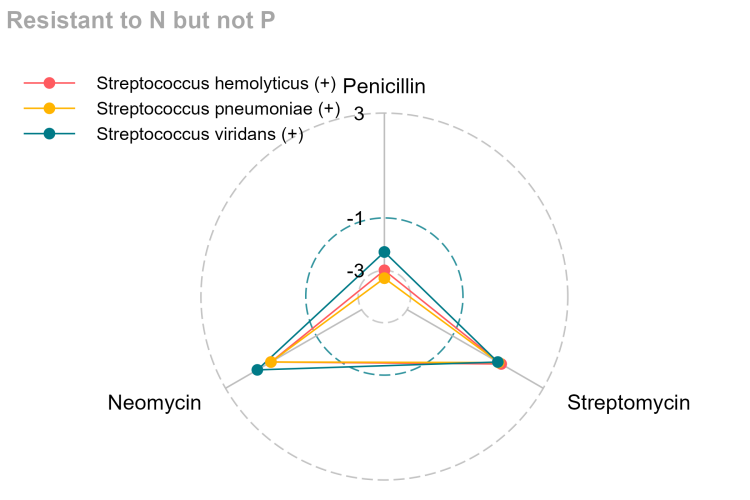 Resistant to N but not P
Streptococcus hemolyticus (+)
Streptococcus pneumoniae (+)
Streptococcus viridans (+)
Penicillin
3
-1
-3
Neomycin
Streptomycin